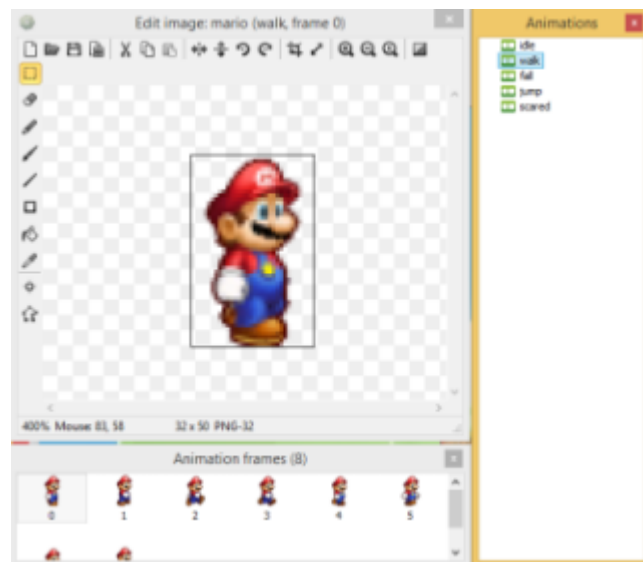 Edit image: mario (walk, frame 0)
Animations
idle
walk
fall
jump
scared
400% Mouse: 83, 58
32 x 50 PNG-32
Animation frames (8)
0 1 2 3 4 5